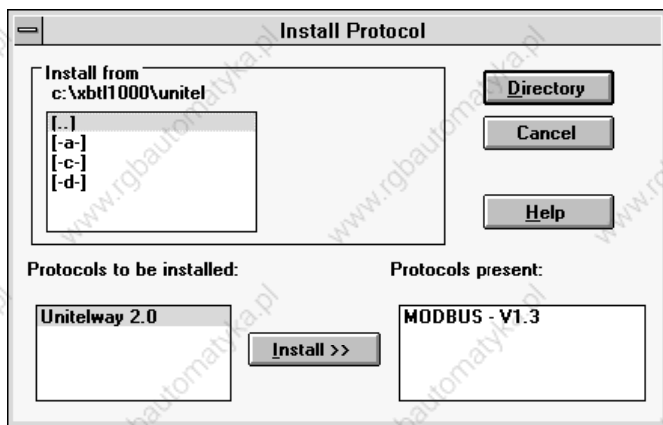 Install Protocol
Install from
c:\xbtl1000\unitel
[..]
[-a-]
[-c-]
[-d-]
Directory
Cancel
Help
Protocols to be installed:
Unitelway 2.0
Install >>
Protocols present:
MODBUS - V1.3
www.rgbautomatyka.pl